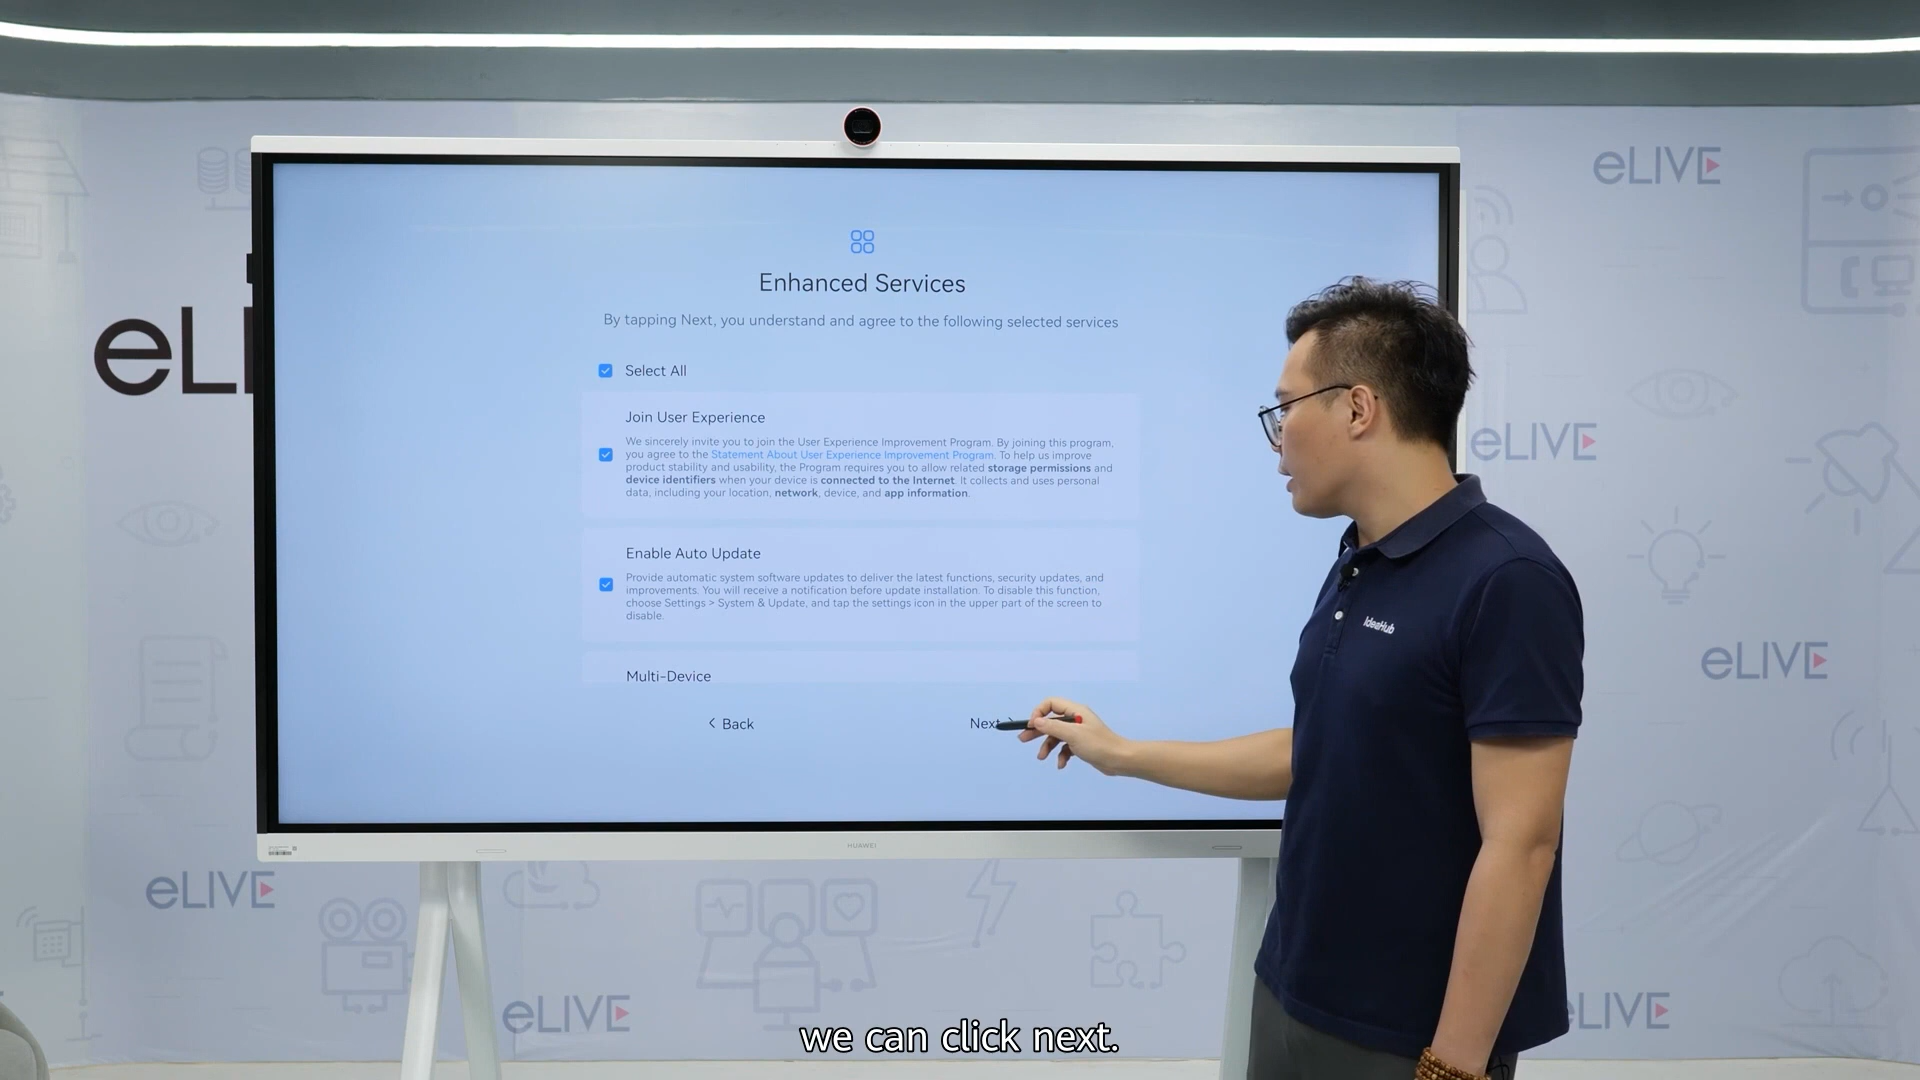 eLIVE
Enhanced Services
By tapping Next, you understand and agree to the following selected services
Select All
eLI
Join User Experience
We sincerely invite you to join the User Experience Improvement Program. By joining this program,
you agree to the Statement About User Experience Improvement Program. To help us improve
product stability and usability, the Program requires you to allow related storage permissions and
device identifiers when your device is connected to the Internet. It collects and uses personal
data, including your location, network, device, and app information.
eLIVE
Enable Auto Update
Provide automatic system software updates to deliver the latest functions, security updates, and
improvements. You will receive a notification before update installation. To disable this function,
choose Settings > System & Update, and tap the settings icon in the upper part of the screen to
disable.
IdeaHub
Multi-Device
eLIVE
< Back
Next
HUAWEI
eLIVE
eLIVE
eLIVE
we can click next.